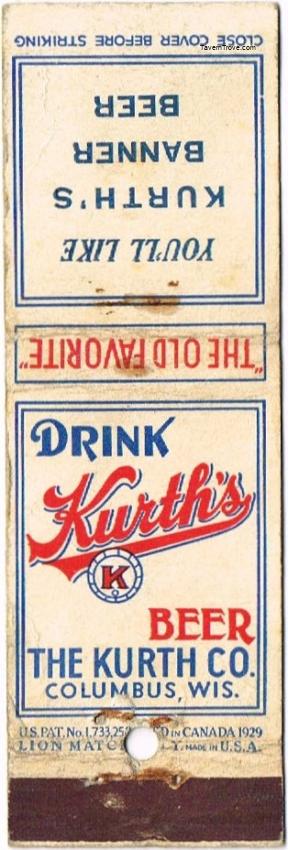 CLOSE COVER BEFORE STRIKING
TavernTrove.com
YOU'LL LIKE
KURTH'S
BANNER
BEER
"THE OLD FAVORITE"
DRINK
Kurth's
K
BEER
THE KURTH CO.
COLUMBUS, WIS.
U.S. PAT. No. 1,733,25 D IN CANADA 1929
LION MATC Y. MADE IN U.S.A.